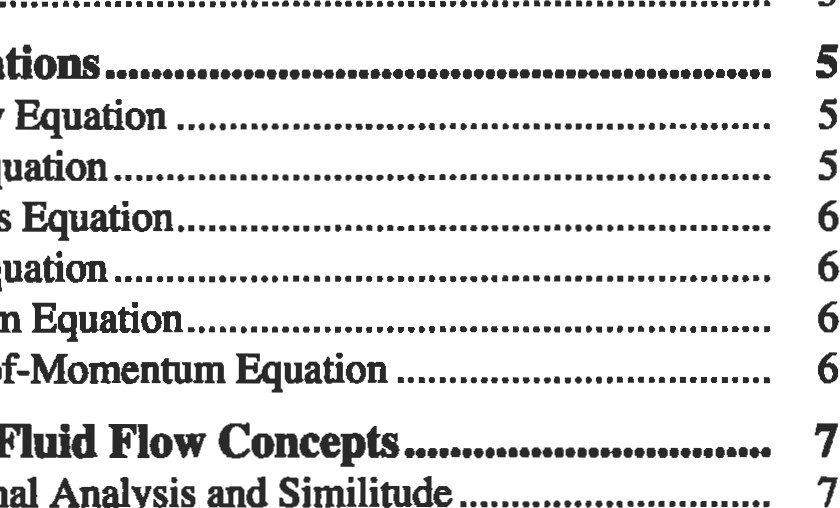 ations 5
y Equation 5
quation 5
s Equation 6
quation 6
m Equation 6
of-Momentum Equation 6
Fluid Flow Concepts 7
nal Analysis and Similitude 7